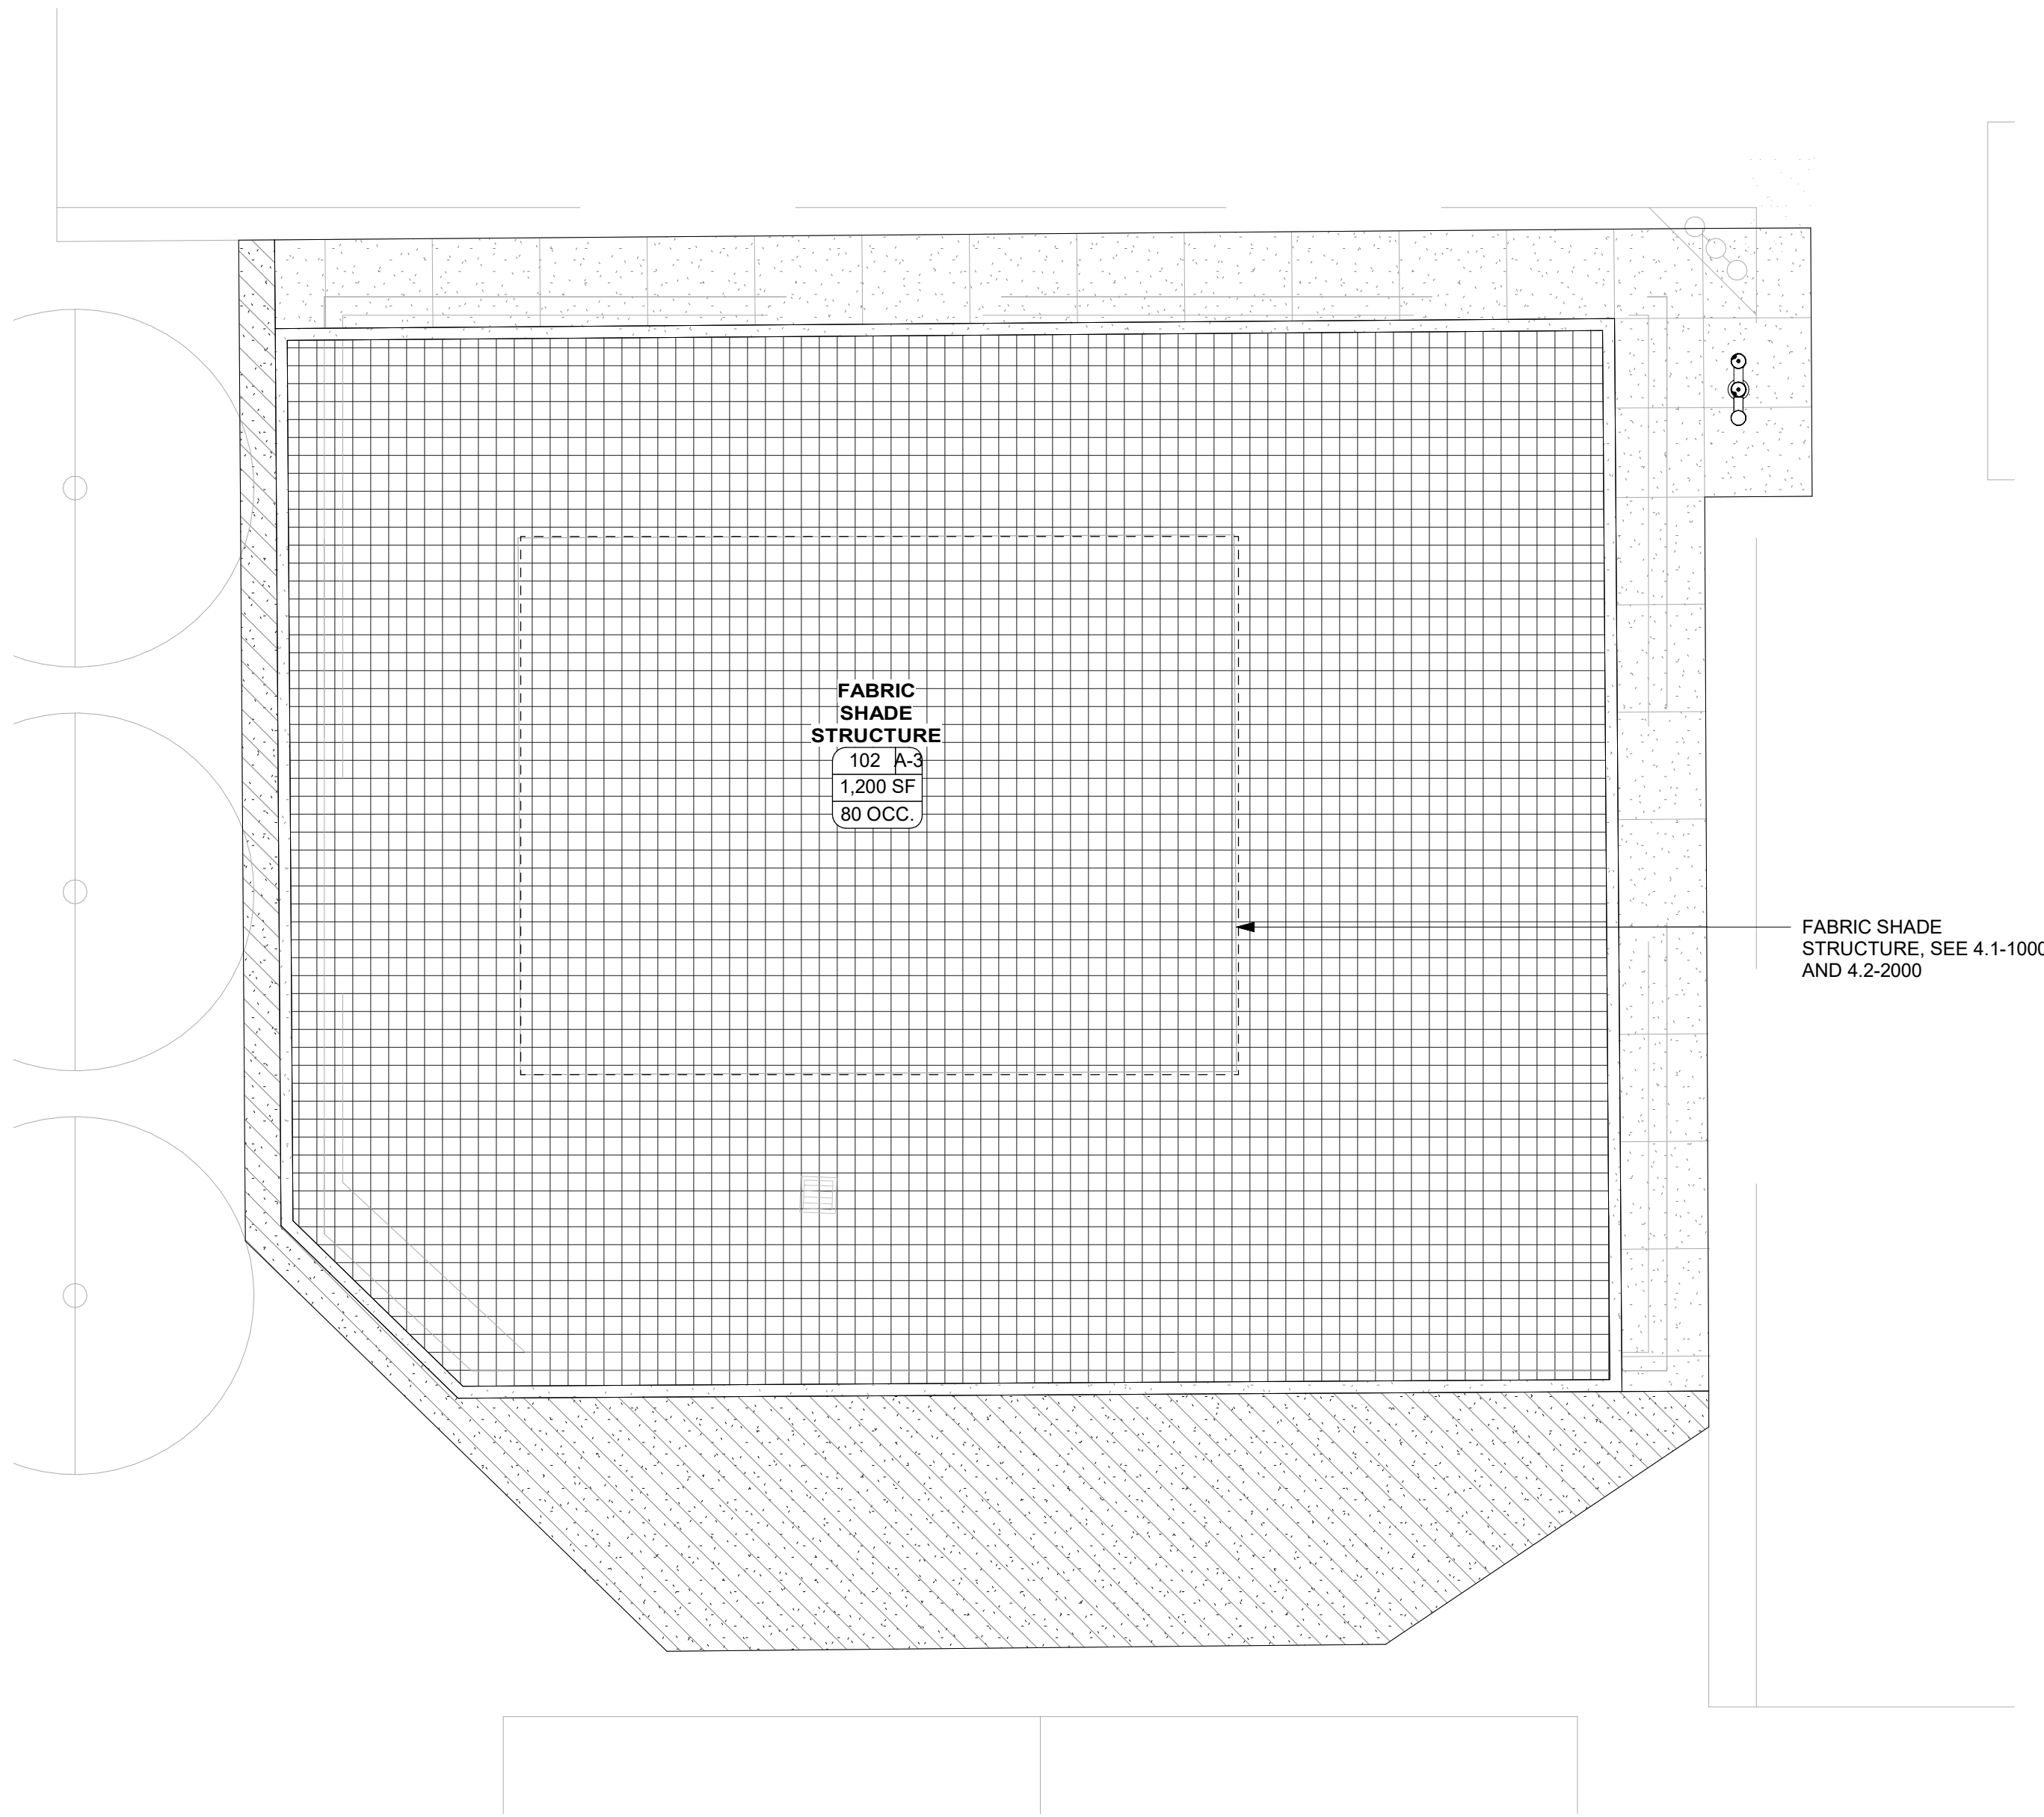 FABRIC
SHADE
STRUCTURE
102 A-3
1,200 SF
80 OCC.
FABRIC SHADE
STRUCTURE, SEE 4.1-1000
AND 4.2-2000